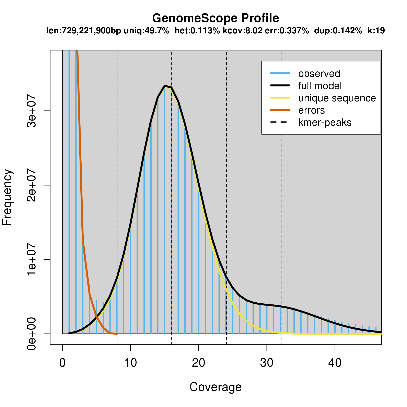 GenomeScope Profile
len:729,221,900bp uniq:49.7% het:0.113% kcov:8.02 err:0.337% dup:0.142% k:19
observed
full model
unique sequence
errors
kmer-peaks
Frequency
3e+07
2e+07
1e+07
0e+00
0 10 20 30 40
Coverage